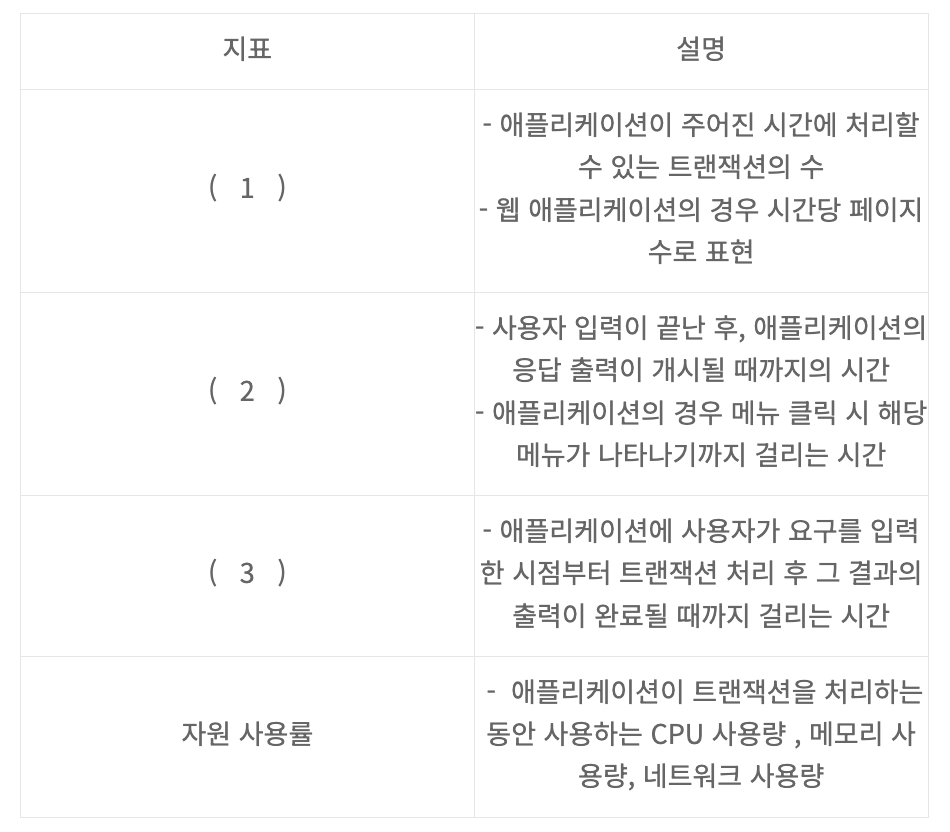 지표
설명
( 1 )
- 애플리케이션이 주어진 시간에 처리할
수 있는 트랜잭션의 수
- 웹 애플리케이션의 경우 시간당 페이지
수로 표현
( 2 )
- 사용자 입력이 끝난 후, 애플리케이션의
응답 출력이 개시될 때까지의 시간
- 애플리케이션의 경우 메뉴 클릭 시 해당
메뉴가 나타나기까지 걸리는 시간
( 3 )
- 애플리케이션에 사용자가 요구를 입력
한 시점부터 트랜잭션 처리 후 그 결과의
출력이 완료될 때까지 걸리는 시간
자원 사용률
- 애플리케이션이 트랜잭션을 처리하는
동안 사용하는 CPU 사용량 , 메모리 사
용량, 네트워크 사용량